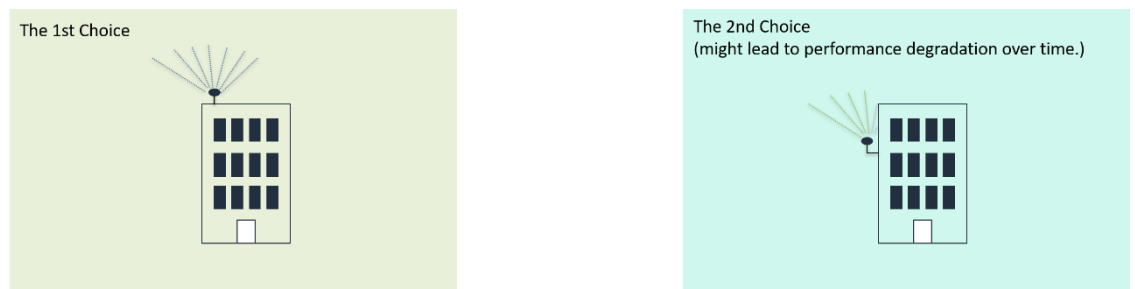 The 1st Choice
The 2nd Choice
(might lead to performance degradation over time.)